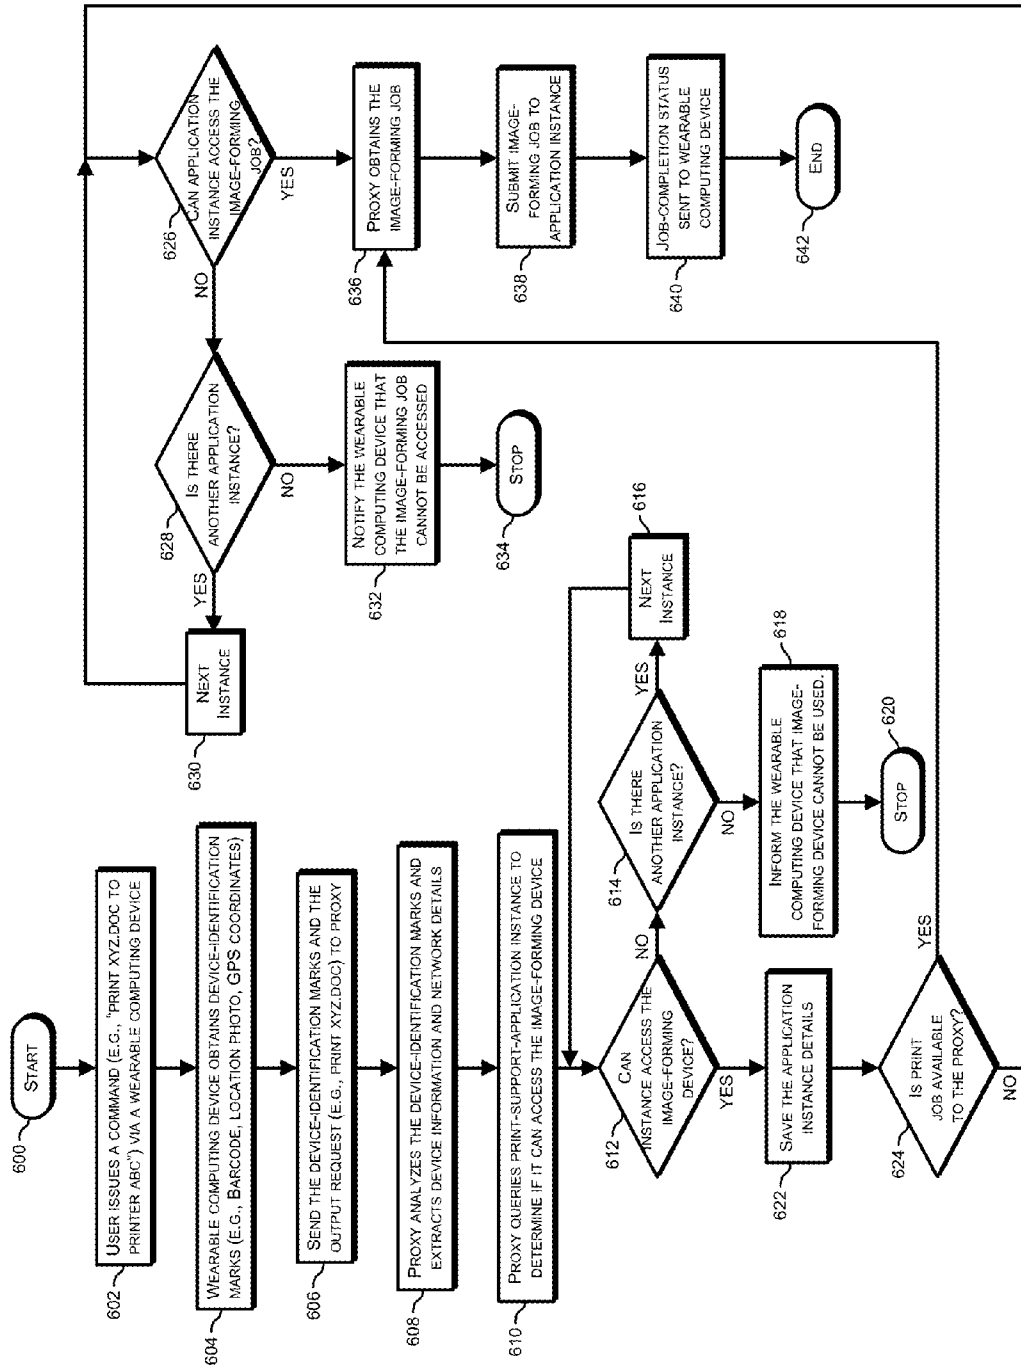 600
START
602
USER ISSUES A COMMAND (E.G., "PRINT XYZ.DOC TO
PRINTER ABC") VIA A WEARABLE COMPUTING DEVICE
604
WEARABLE COMPUTING DEVICE OBTAINS DEVICE-IDENTIFICATION
MARKS (E.G., BARCODE, LOCATION PHOTO, GPS COORDINATES)
606
SEND THE DEVICE-IDENTIFICATION MARKS AND THE
OUTPUT REQUEST (E.G., PRINT XYZ.DOC) TO PROXY
608
PROXY ANALYZES THE DEVICE-IDENTIFICATION MARKS AND
EXTRACTS DEVICE INFORMATION AND NETWORK DETAILS
610
PROXY QUERIES PRINT-SUPPORT-APPLICATION INSTANCE TO
DETERMINE IF IT CAN ACCESS THE IMAGE-FORMING DEVICE
612
CAN
INSTANCE ACCESS THE
IMAGE-FORMING
DEVICE?
NO
YES
614
IS THERE
ANOTHER APPLICATION
INSTANCE?
YES
NO
616
NEXT
INSTANCE
618
INFORM THE WEARABLE
COMPUTING DEVICE THAT IMAGE-
FORMING DEVICE CANNOT BE USED.
620
STOP
622
SAVE THE APPLICATION
INSTANCE DETAILS
624
IS PRINT
JOB AVAILABLE
TO THE PROXY?
YES
NO
626
CAN APPLICATION
INSTANCE ACCESS THE
IMAGE-FORMING
JOB?
NO
YES
628
IS THERE
ANOTHER APPLICATION
INSTANCE?
YES
NO
630
NEXT
INSTANCE
632
NOTIFY THE WEARABLE
COMPUTING DEVICE THAT
THE IMAGE-FORMING JOB
CANNOT BE ACCESSED
634
STOP
636
PROXY OBTAINS THE
IMAGE-FORMING JOB
638
SUBMIT IMAGE-
FORMING JOB TO
APPLICATION INSTANCE
640
JOB-COMPLETION STATUS
SENT TO WEARABLE
COMPUTING DEVICE
642
END